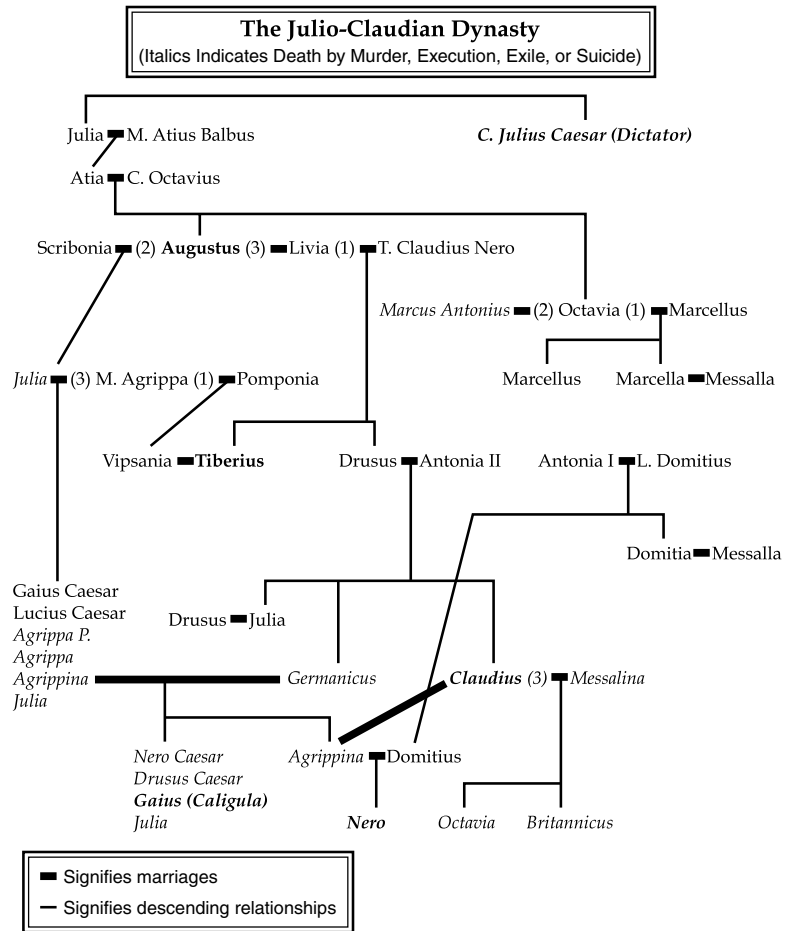 The Julio-Claudian Dynasty
(Italics Indicates Death by Murder, Execution, Exile, or Suicide)
Julia M. Atius Balbus C. Julius Caesar (Dictator)
Atia C. Octavius
Scribonia (2) Augustus (3) Livia (1) T. Claudius Nero
Marcus Antonius (2) Octavia (1) Marcellus
Julia (3) M. Agrippa (1) Pomponia Marcellus Marcella Messalla
Vipsania Tiberius Drusus Antonia II Antonia I L. Domitius
Domitia Messalla
Gaius Caesar
Lucius Caesar
Drusus Julia
Agrippa P.
Agrippa
Agrippina Germanicus Claudius (3) Messalina
Julia
Nero Caesar Agrippina Domitius
Drusus Caesar
Gaius (Caligula)
Julia Nero Octavia Britannicus
Signifies marriages
Signifies descending relationships